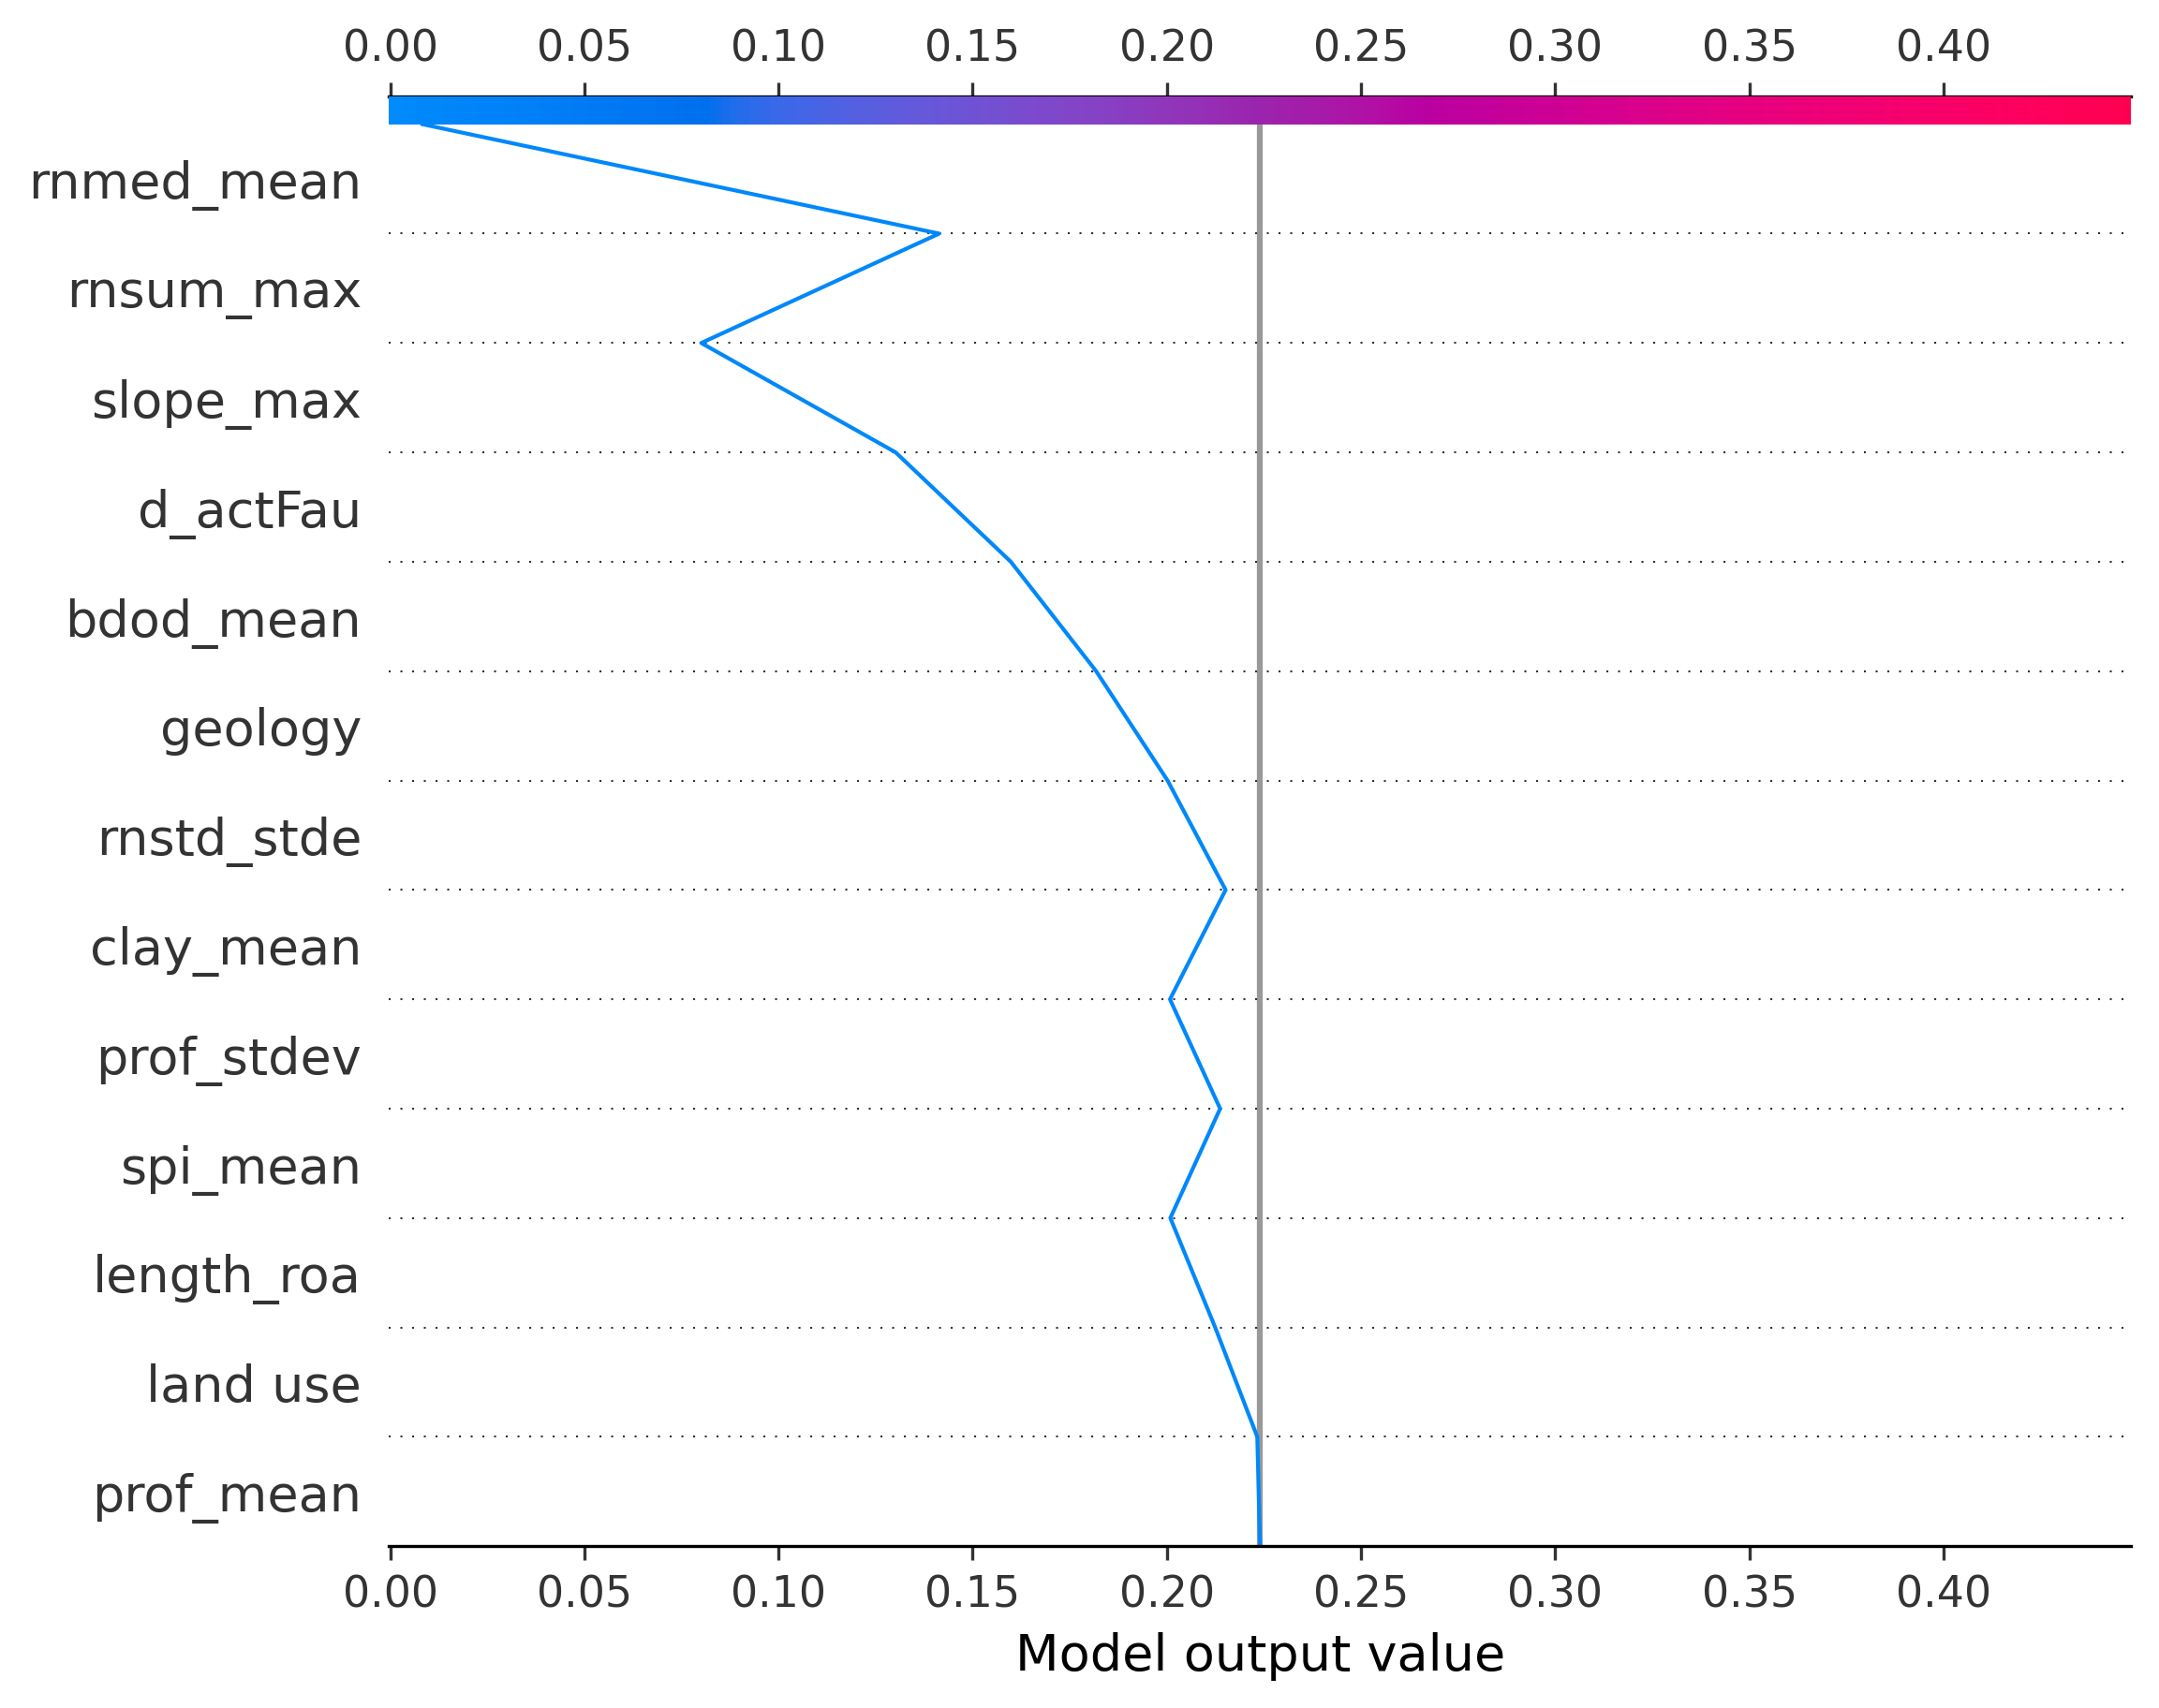 0.00 0.05 0.10 0.15 0.20 0.25 0.30 0.35 0.40
rnmed_mean
rnsum_max
slope_max
d_actFau
bdod_mean
geology
rnstd_stde
clay_mean
prof_stdev
spi_mean
length_roa
land use
prof_mean
0.00 0.05 0.10 0.15 0.20 0.25 0.30 0.35 0.40
Model output value